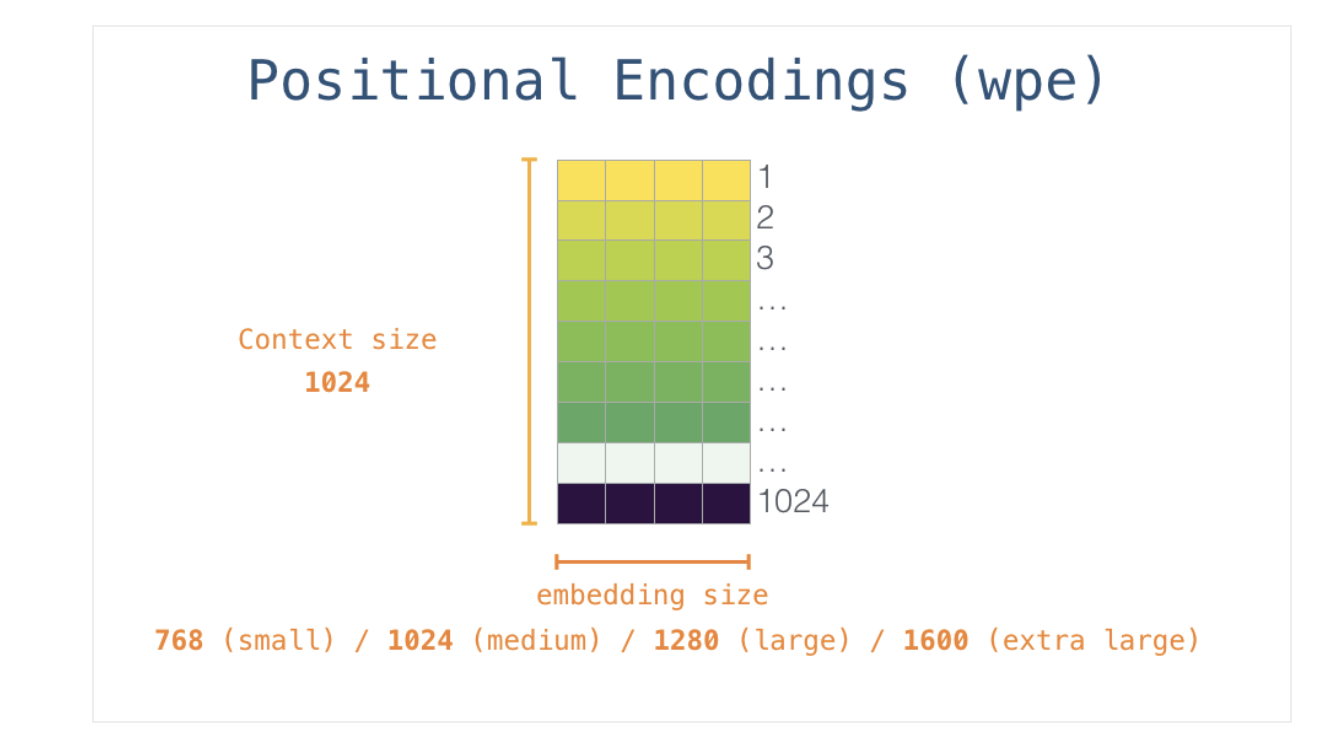 Positional Encodings (wpe)
1
2
3
...
...
...
...
...
1024
Context size
1024
embedding size
768 (small) / 1024 (medium) / 1280 (large) / 1600 (extra large)